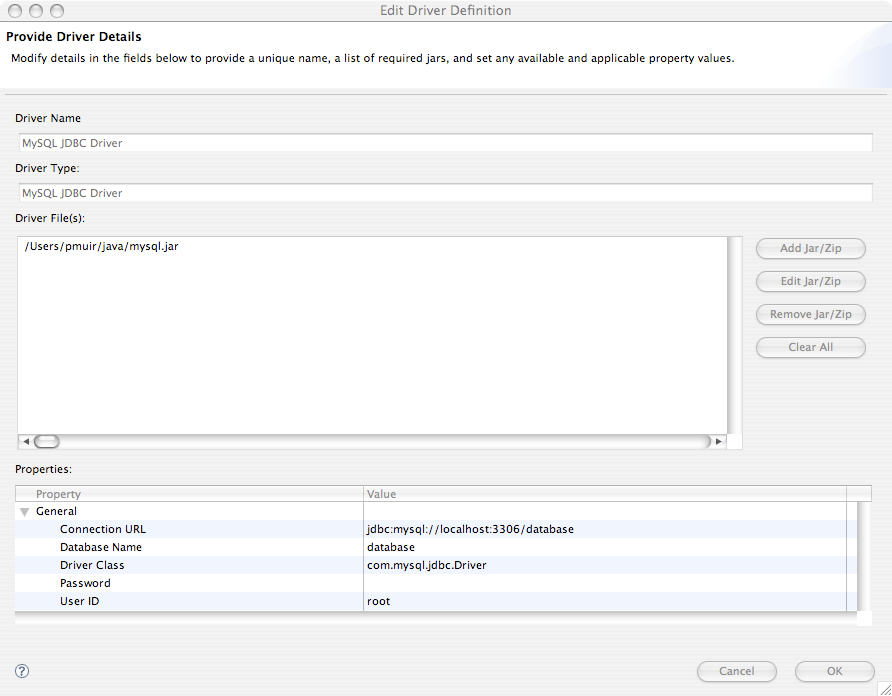 Edit Driver Definition
Provide Driver Details
Modify details in the fields below to provide a unique name, a list of required jars, and set any available and applicable property values.
Driver Name
MySQL JDBC Driver
Driver Type:
MySQL JDBC Driver
Driver File(s):
/Users/pmuir/java/mysql.jar
Add Jar/Zip
Edit Jar/Zip
Remove Jar/Zip
Clear All
Properties:
Property Value
General
Connection URL jdbc:mysql://localhost:3306/database
Database Name database
Driver Class com.mysql.jdbc.Driver
Password
User ID root
? Cancel OK